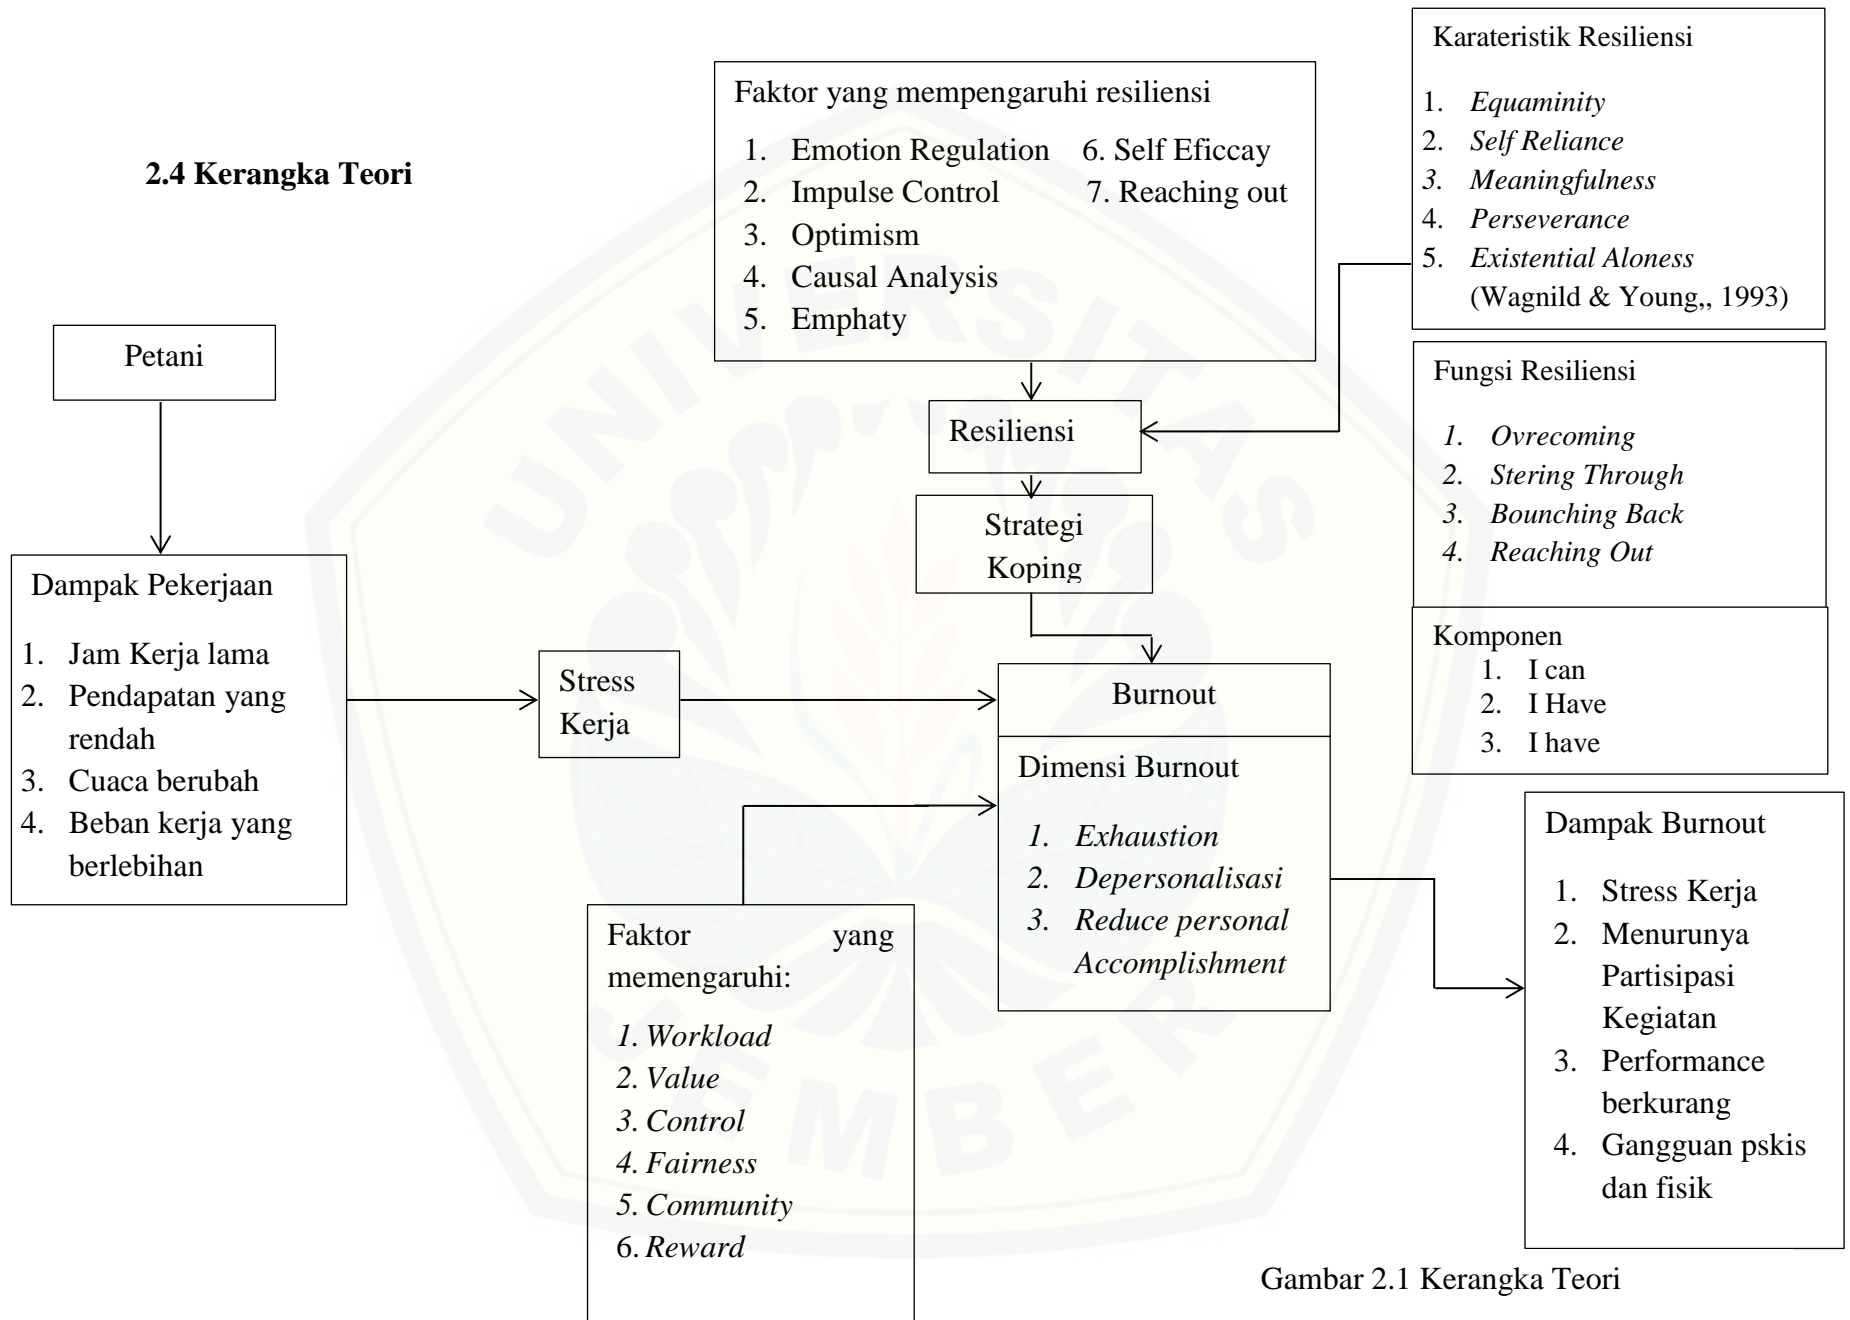 2.4 Kerangka Teori
Petani
Dampak Pekerjaan
1. Jam Kerja lama
2. Pendapatan yang
rendah
3. Cuaca berubah
4. Beban kerja yang
berlebihan
Stress
Kerja
Faktor yang mempengaruhi resiliensi
1. Emotion Regulation 6. Self Eficcay
2. Impulse Control 7. Reaching out
3. Optimism
4. Causal Analysis
5. Emphaty
Resiliensi
Strategi
Koping
Burnout
Dimensi Burnout
1. Exhaustion
2. Depersonalisasi
3. Reduce personal
Accomplishment
Faktor yang
memengaruhi:
1. Workload
2. Value
3. Control
4. Fairness
5. Community
6. Reward
Karateristik Resiliensi
1. Equaminity
2. Self Reliance
3. Meaningfulness
4. Perseverance
5. Existential Aloness
(Wagnild & Young,, 1993)
Fungsi Resiliensi
1. Ovrecoming
2. Stering Through
3. Bounching Back
4. Reaching Out
Komponen
1. I can
2. I Have
3. I have
Dampak Burnout
1. Stress Kerja
2. Menurunya
Partisipasi
Kegiatan
3. Performance
berkurang
4. Gangguan pskis
dan fisik
Gambar 2.1 Kerangka Teori
UNIVERSITAS
JEMBER